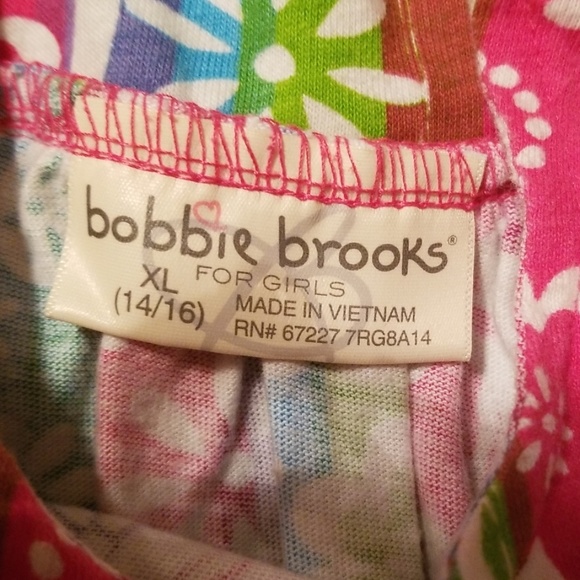 bobbie brooks®
FOR GIRLS
XL
(14/16)
MADE IN VIETNAM
RN# 67227 7RG8A14